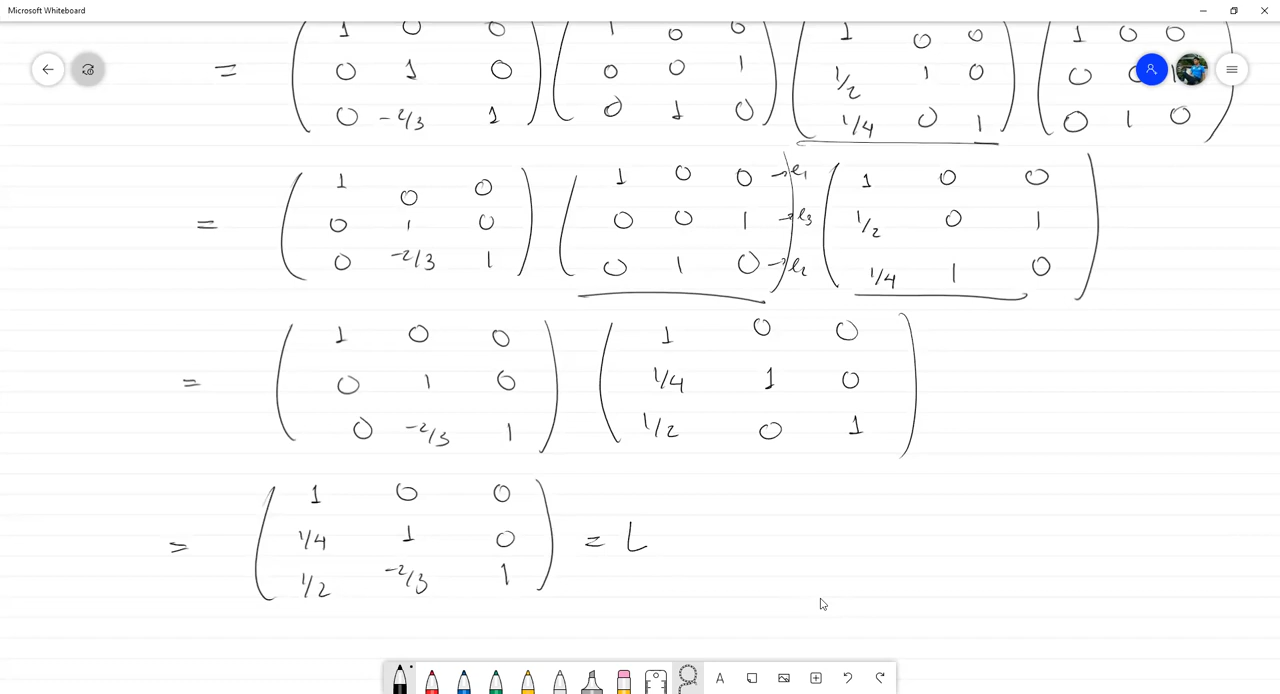 Microsoft Whiteboard
1 0 0 1 0 0 1 0 0 1 0 0
= 0 1 0 0 0 1 1/2 1 0 0 0 1
0 -2/3 1 0 1 0 1/4 0 1 0 1 0
1 0 0 1 0 0 → e₁ 1 0 0
= 0 1 0 0 0 1 → e₃ 1/2 0 1
0 -2/3 1 0 1 0 → e₂ 1/4 1 0
1 0 0 1 0 0
= 0 1 0 1/4 1 0
0 -2/3 1 1/2 0 1
1 0 0
= 1/4 1 0 = L
1/2 -2/3 1
A